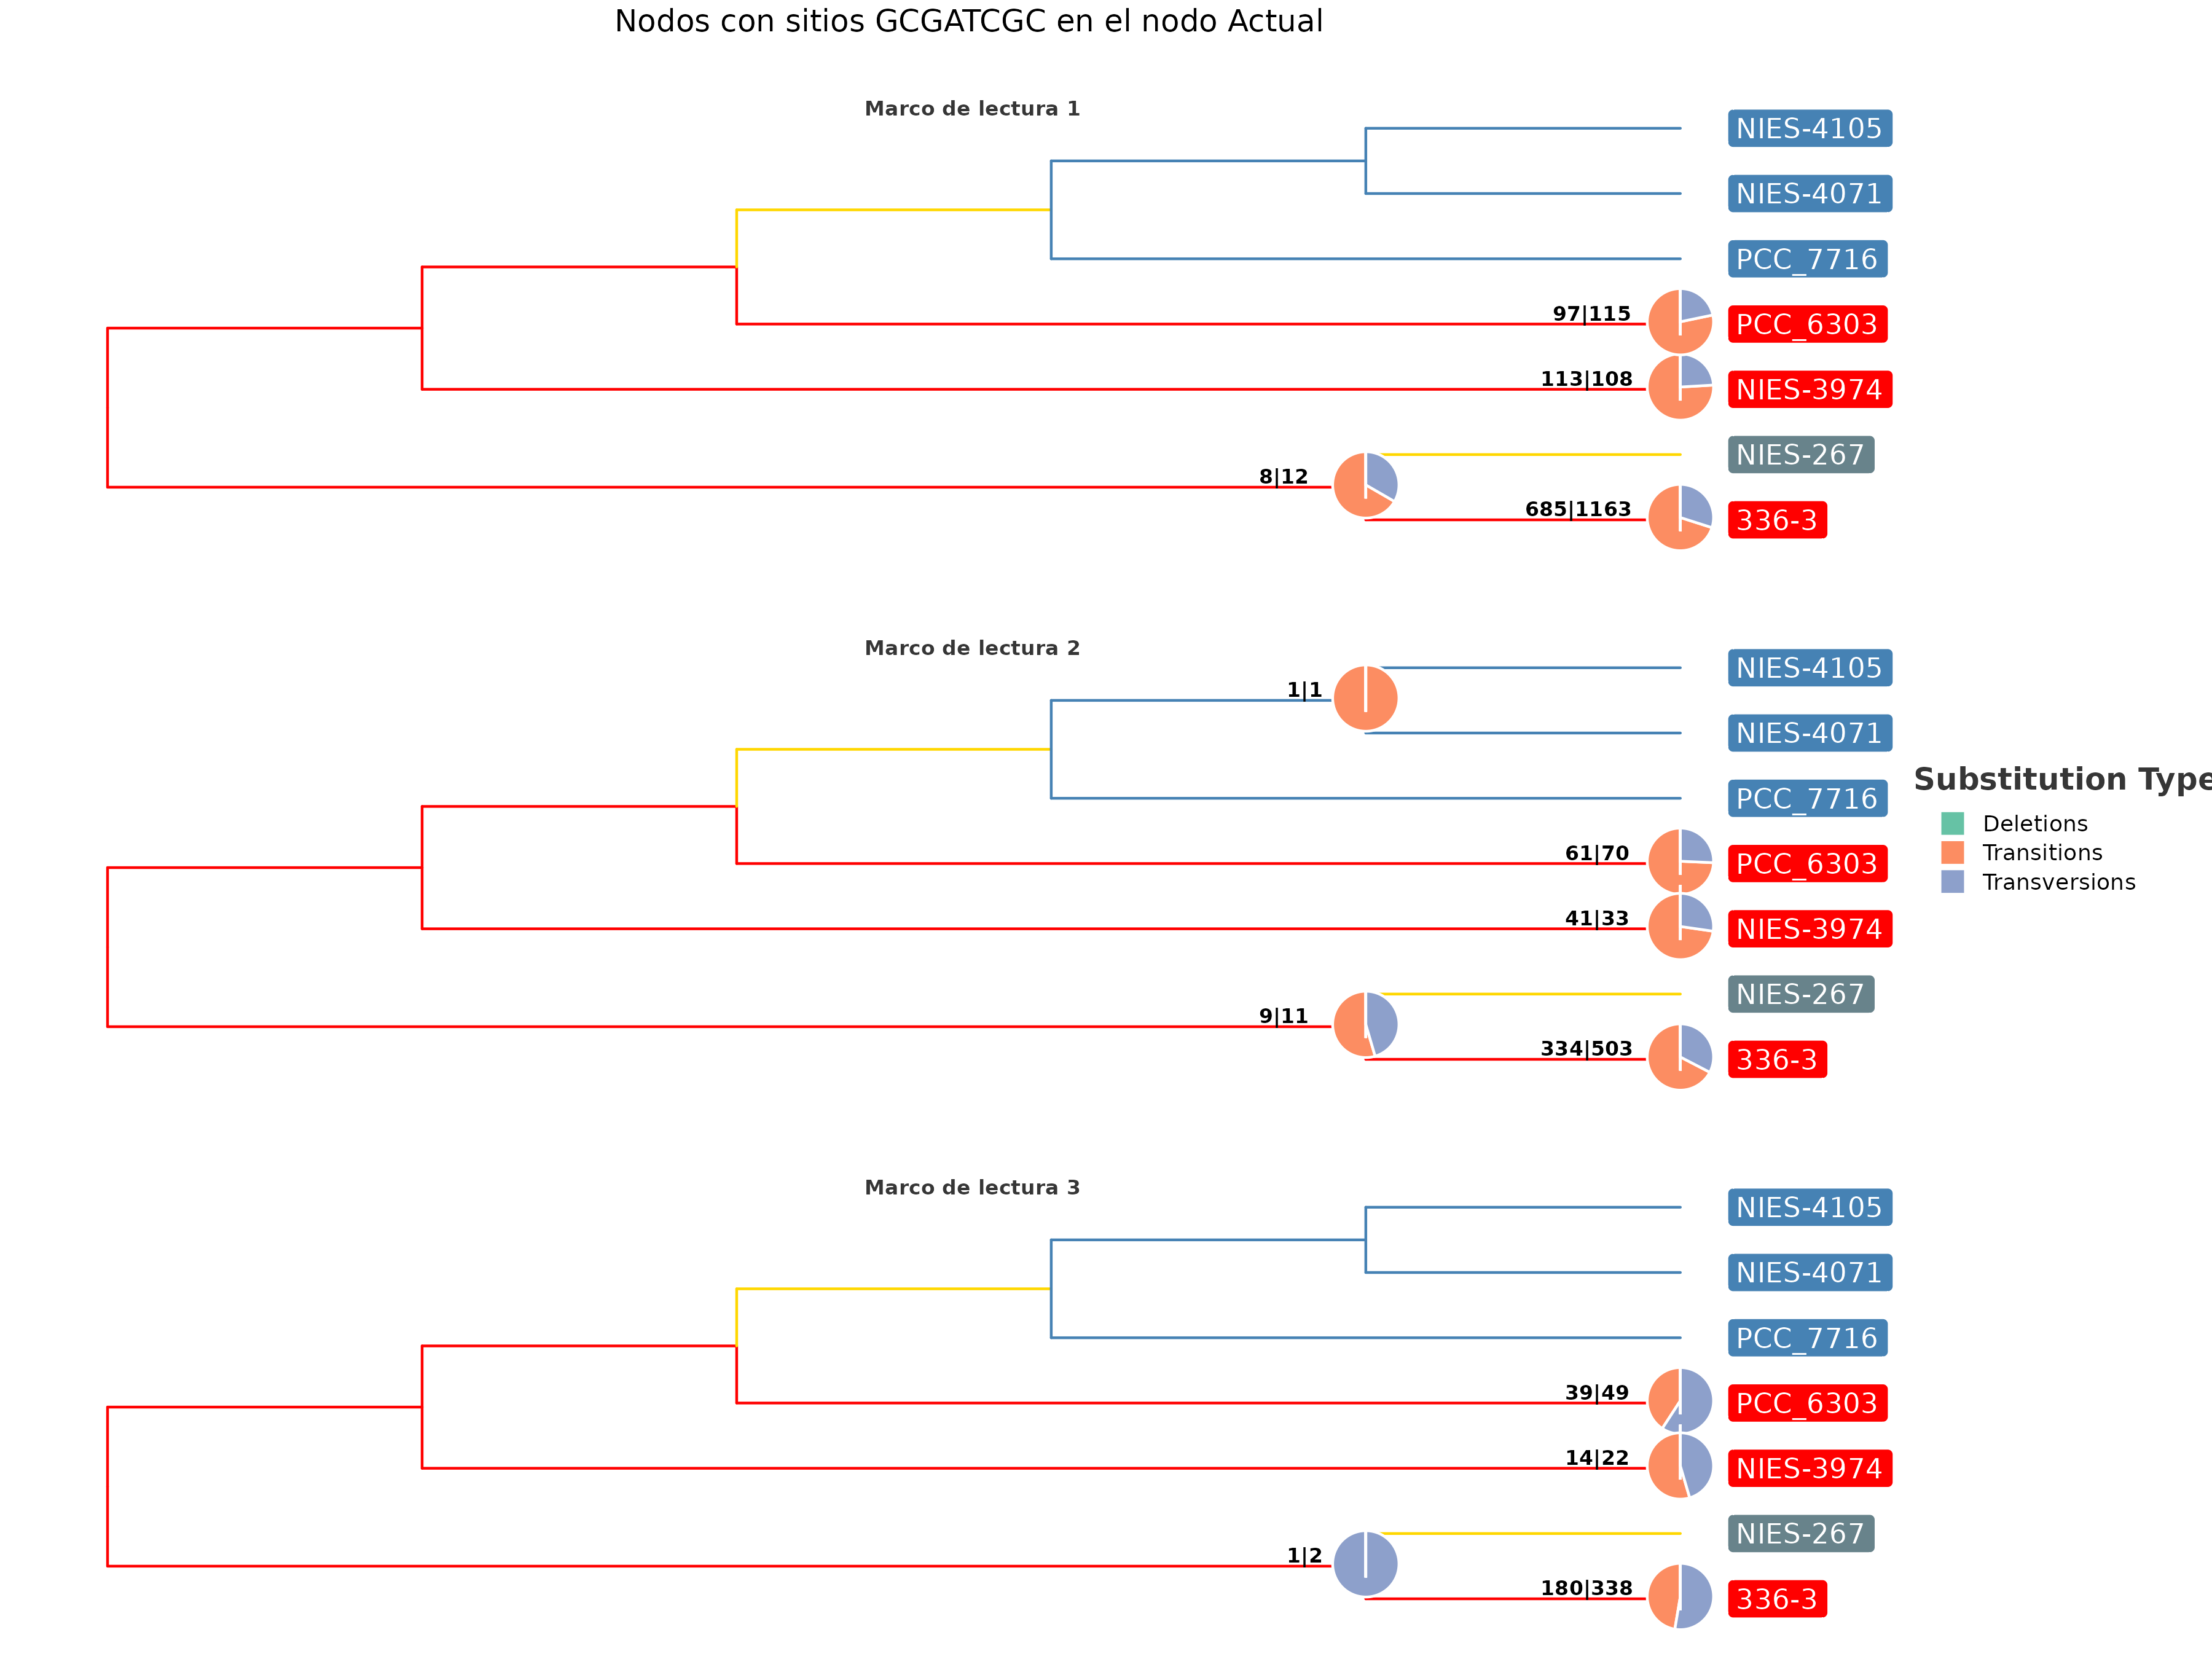 Nodos con sitios GCGATCGC en el nodo Actual
Marco de lectura 1
NIES-4105
NIES-4071
PCC_7716
97|115
PCC_6303
113|108
NIES-3974
8|12
NIES-267
685|1163
336-3
Marco de lectura 2
NIES-4105
1|1
NIES-4071
PCC_7716
61|70
PCC_6303
41|33
NIES-3974
9|11
NIES-267
334|503
336-3
Substitution Type
Deletions
Transitions
Transversions
Marco de lectura 3
NIES-4105
NIES-4071
PCC_7716
39|49
PCC_6303
14|22
NIES-3974
1|2
NIES-267
180|338
336-3